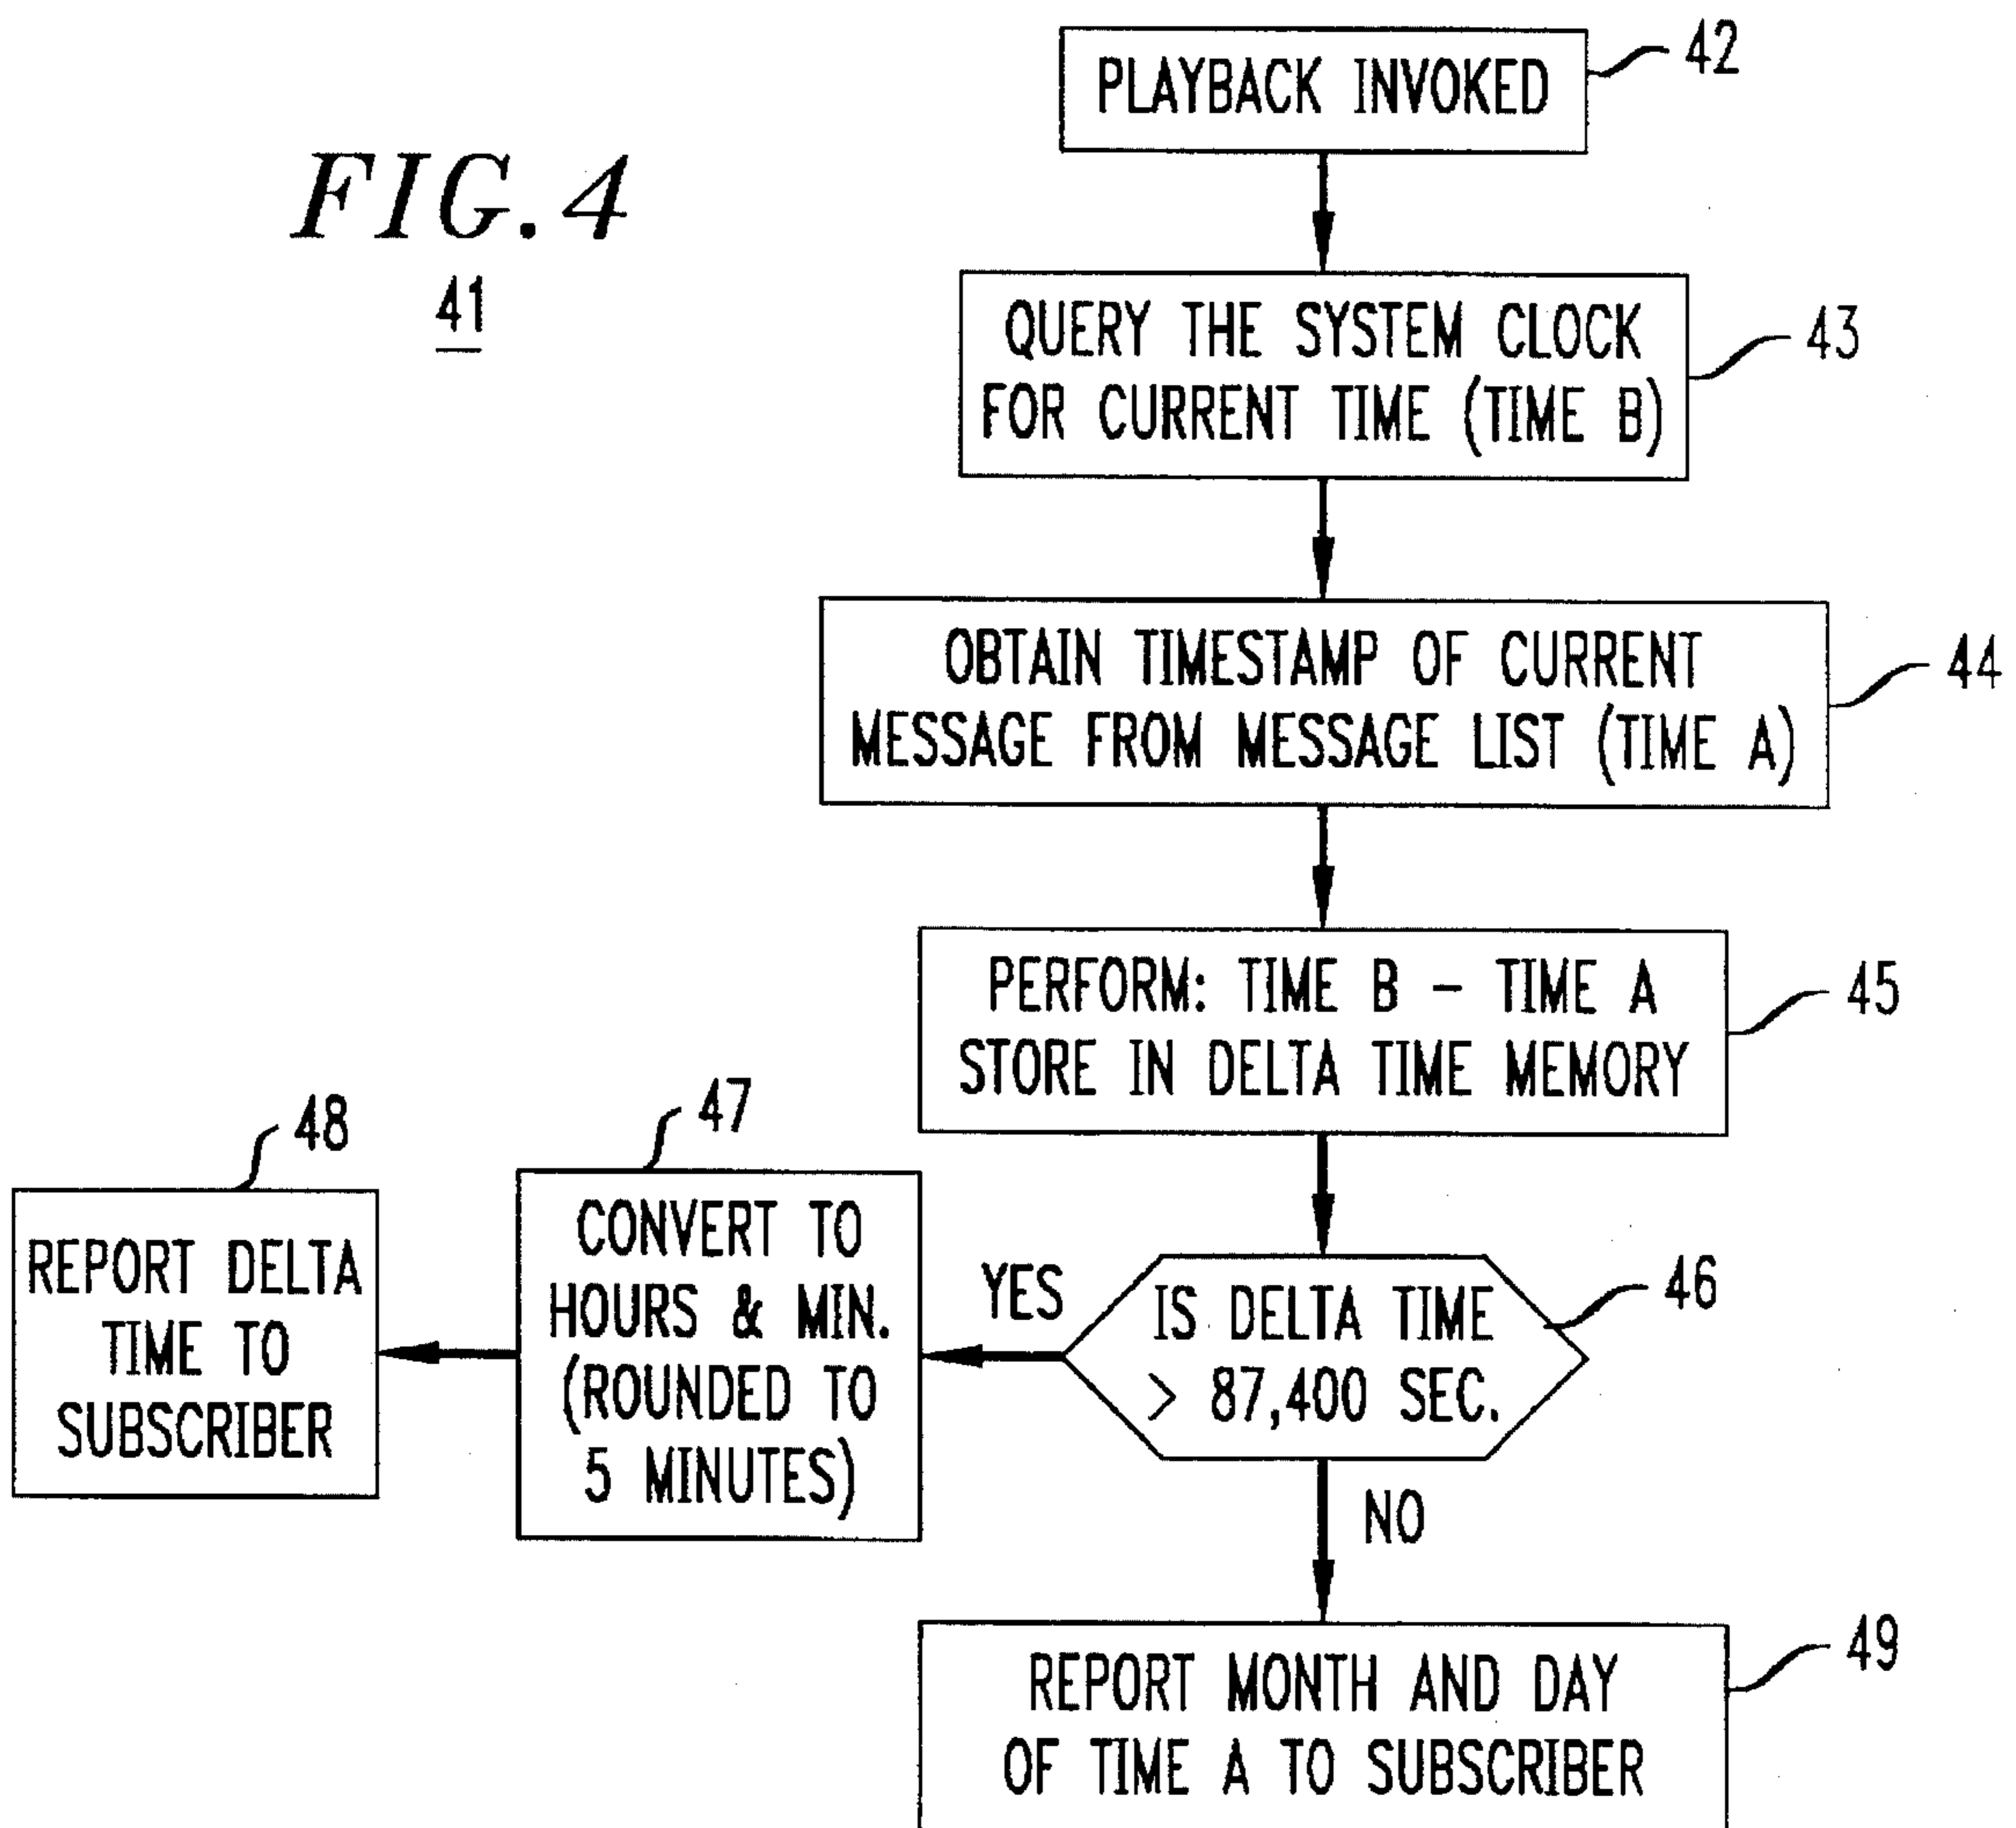 FIG. 4
41
PLAYBACK INVOKED
42
QUERY THE SYSTEM CLOCK
FOR CURRENT TIME (TIME B)
43
OBTAIN TIMESTAMP OF CURRENT
MESSAGE FROM MESSAGE LIST (TIME A)
44
PERFORM: TIME B - TIME A
STORE IN DELTA TIME MEMORY
45
IS DELTA TIME
> 87,400 SEC.
46
YES
CONVERT TO
HOURS & MIN.
(ROUNDED TO
5 MINUTES)
47
REPORT DELTA
TIME TO
SUBSCRIBER
48
NO
REPORT MONTH AND DAY
OF TIME A TO SUBSCRIBER
49